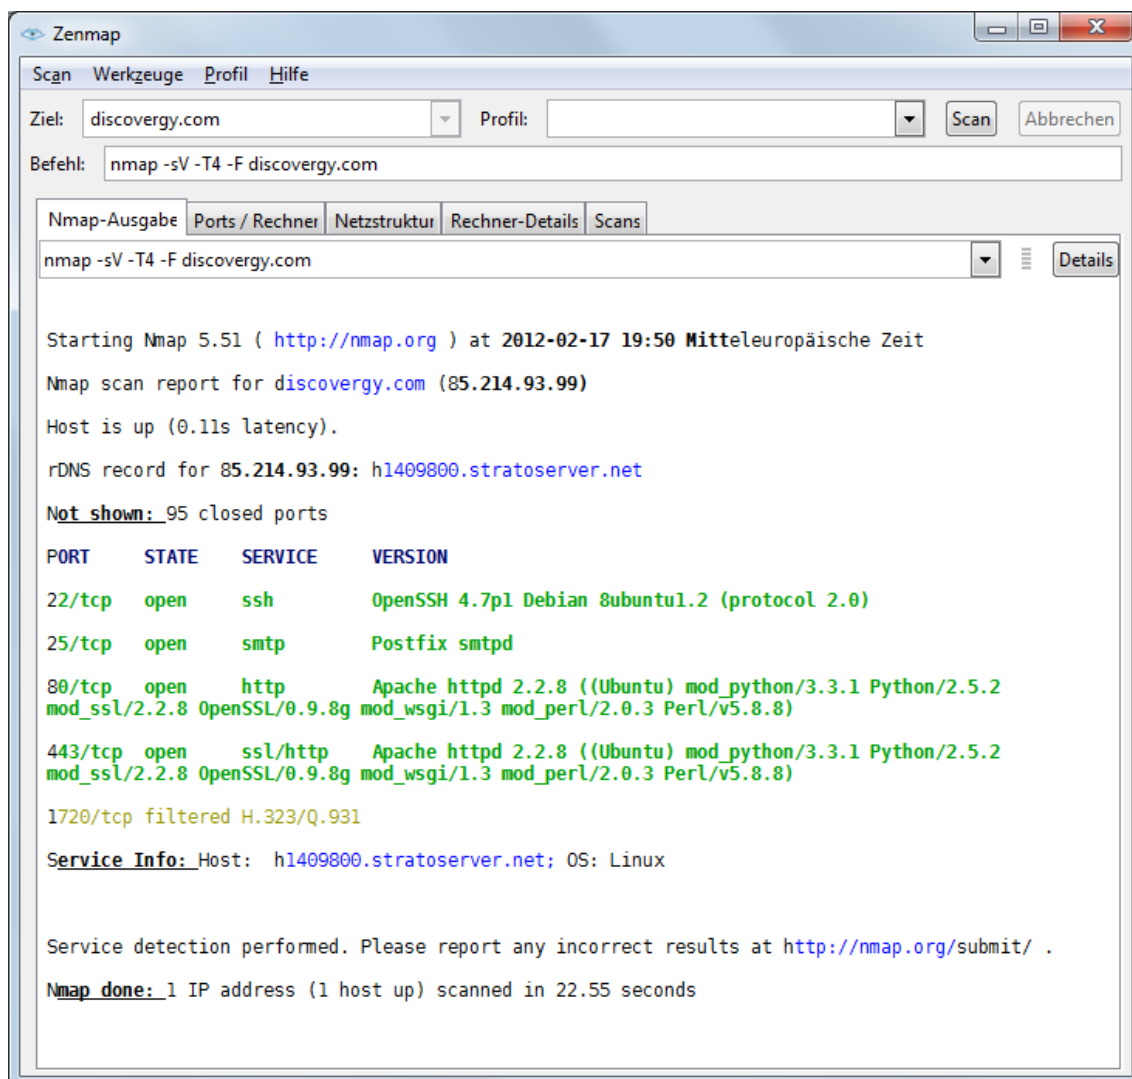 Zenmap
Scan Werkzeuge Profil Hilfe
Ziel: discovergy.com Profil: Scan Abbrechen
Befehl: nmap -sV -T4 -F discovergy.com
Nmap-Ausgabe Ports / Rechner Netzstruktur Rechner-Details Scans
nmap -sV -T4 -F discovergy.com Details
Starting Nmap 5.51 ( http://nmap.org ) at 2012-02-17 19:50 Mitteleuropäische Zeit
Nmap scan report for discovergy.com (85.214.93.99)
Host is up (0.11s latency).
rDNS record for 85.214.93.99: h1409800.stratoserver.net
Not shown: 95 closed ports
PORT STATE SERVICE VERSION
22/tcp open ssh OpenSSH 4.7p1 Debian 8ubuntu1.2 (protocol 2.0)
25/tcp open smtp Postfix smtpd
80/tcp open http Apache httpd 2.2.8 ((Ubuntu) mod_python/3.3.1 Python/2.5.2
mod_ssl/2.2.8 OpenSSL/0.9.8g mod_wsgi/1.3 mod_perl/2.0.3 Perl/v5.8.8)
443/tcp open ssl/http Apache httpd 2.2.8 ((Ubuntu) mod_python/3.3.1 Python/2.5.2
mod_ssl/2.2.8 OpenSSL/0.9.8g mod_wsgi/1.3 mod_perl/2.0.3 Perl/v5.8.8)
1720/tcp filtered H.323/Q.931
Service Info: Host: h1409800.stratoserver.net; OS: Linux
Service detection performed. Please report any incorrect results at http://nmap.org/submit/ .
Nmap done: 1 IP address (1 host up) scanned in 22.55 seconds